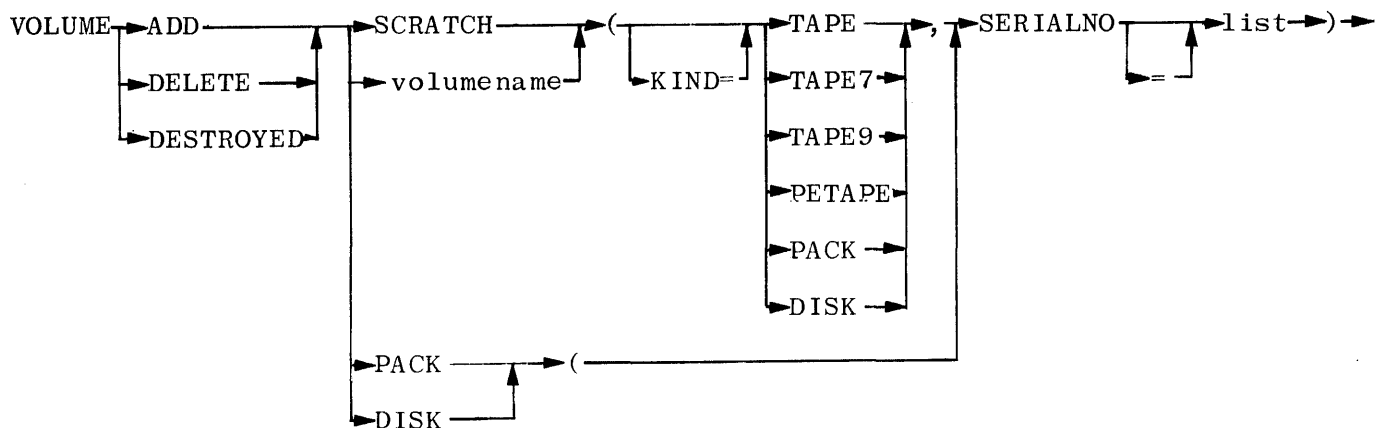 VOLUME ADD SCRATCH ( TAPE , SERIALNO list )
DELETE volumename KIND= TAPE7 =
DESTROYED TAPE9
PETAPE
PACK
DISK
PACK (
DISK